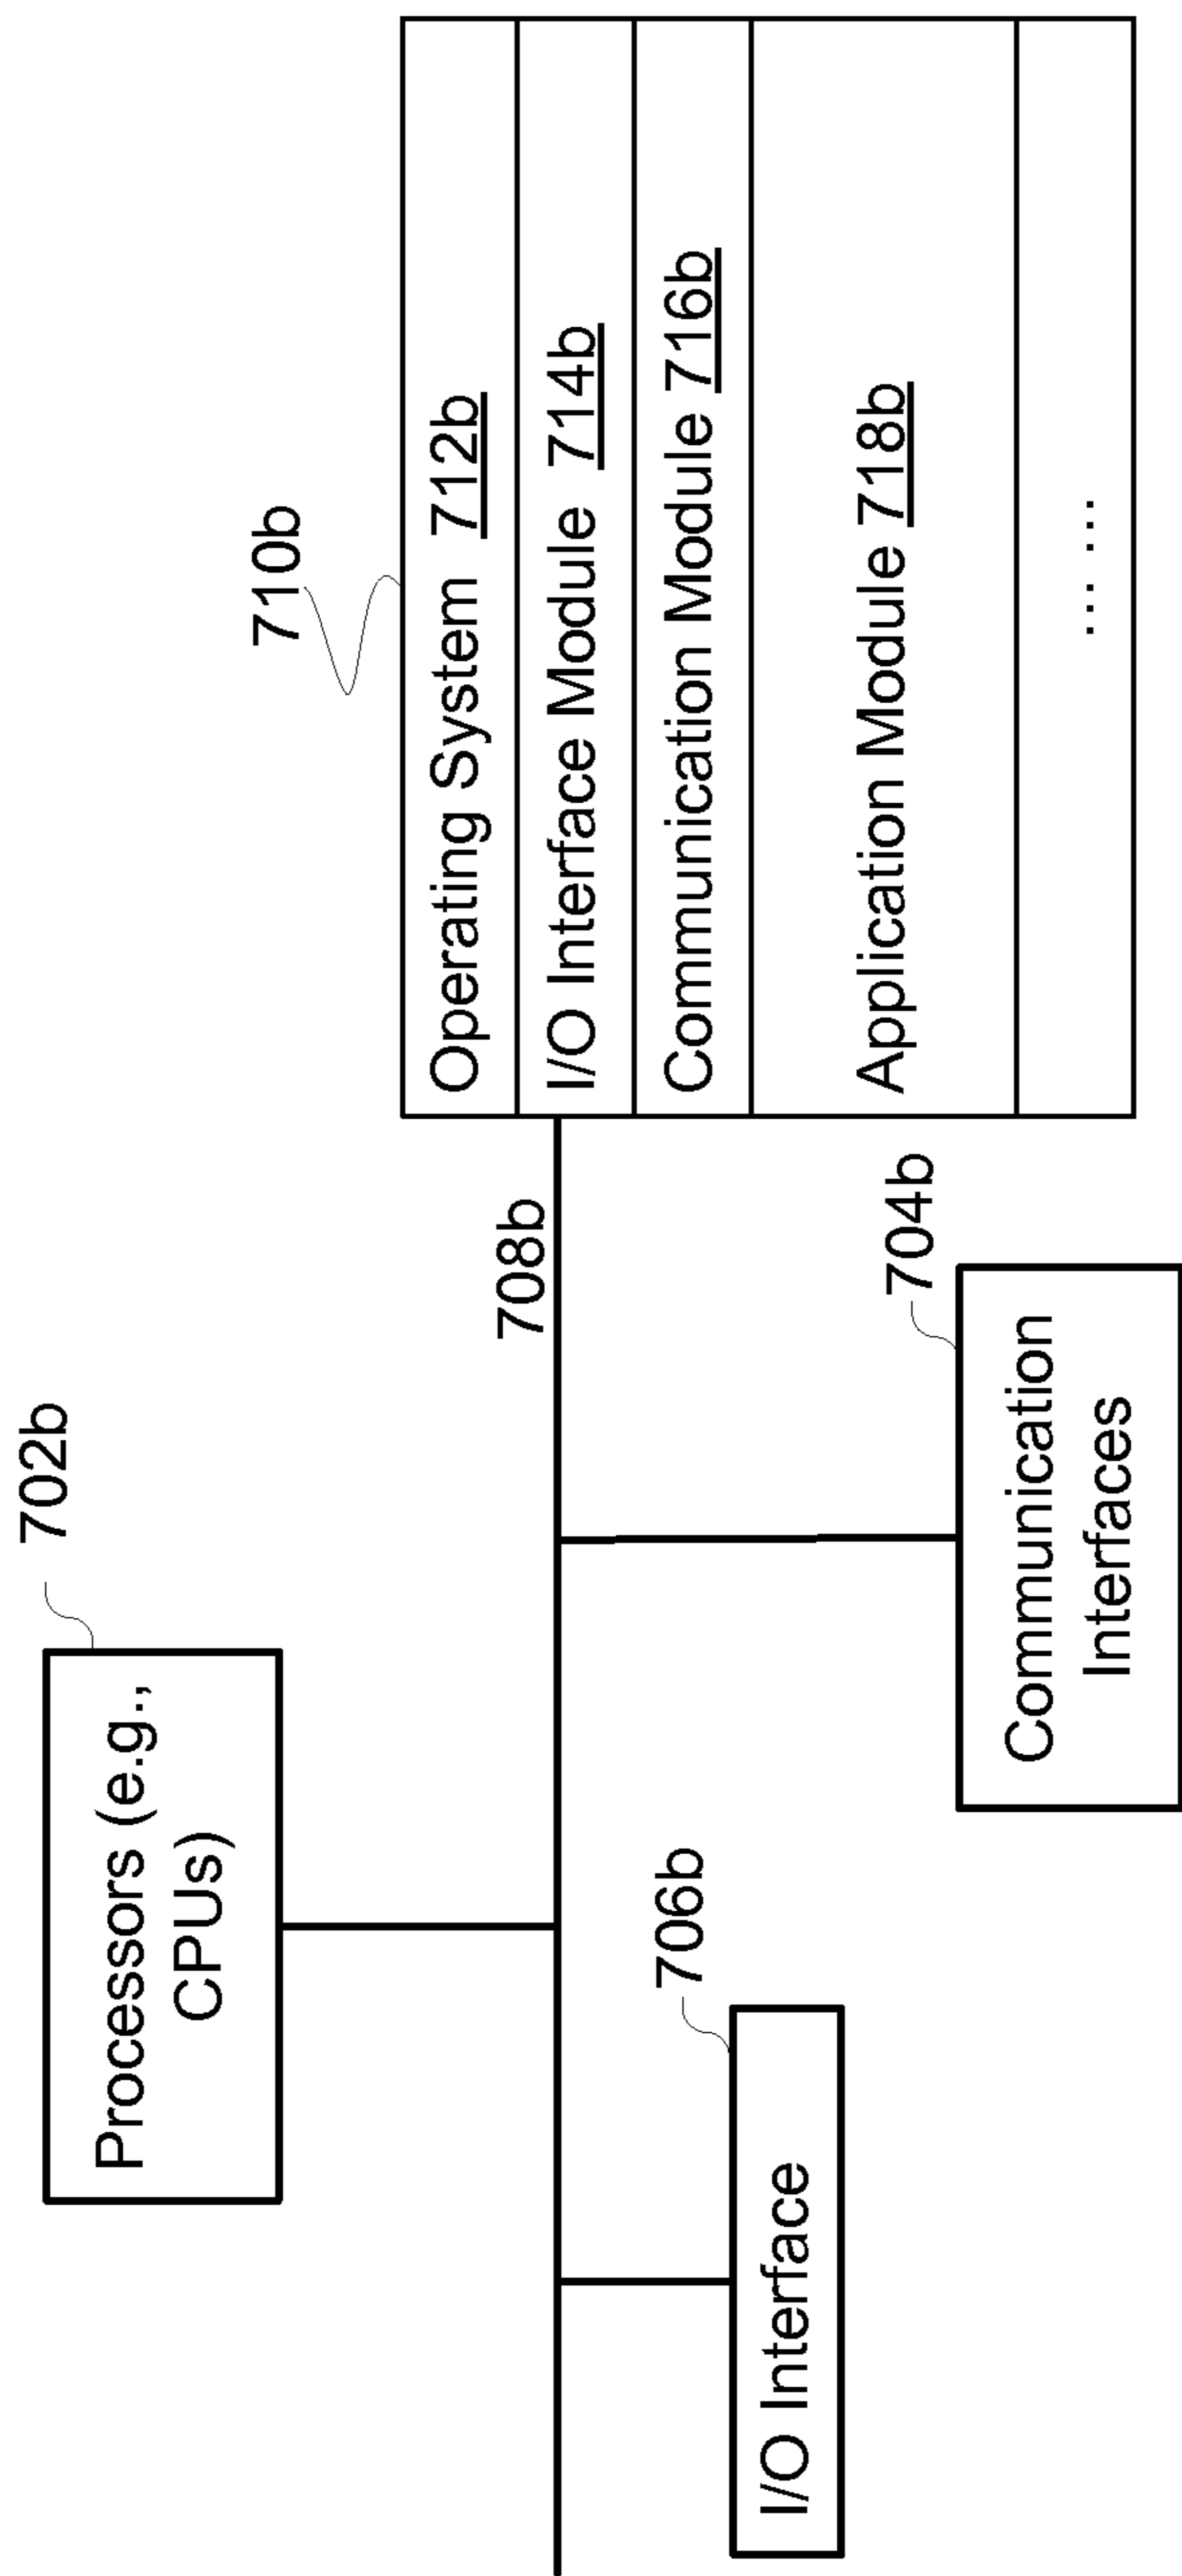 702b
Processors (e.g.,
CPUs)
710b
Operating System 712b
I/O Interface Module 714b
Communication Module 716b
Application Module 718b
... ...
708b
706b
I/O Interface
704b
Communication
Interfaces